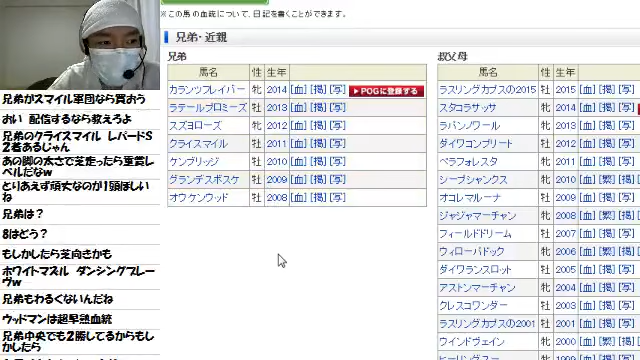 ※この馬の血統について、日記を書くことができます。
兄弟・近親
兄弟
馬名 性 生年
カランツフレイバー 牝 2014 [血] [掲] [写] ▶POGに登録する
ラテールプロミーズ 牡 2013 [血] [掲] [写]
スズヨローズ 牝 2012 [血] [掲] [写]
クライスマイル 牡 2011 [血] [掲] [写]
ケンブリッジ 牝 2010 [血] [掲] [写]
グランデスボスケ 牡 2009 [血] [掲] [写]
オウケンウッド 牡 2008 [血] [掲] [写]
叔父母
馬名 性 生年
ラスリングカプスの2015 牡 2015 [血] [掲] [写]
スタコラサッサ 牡 2014 [血] [掲] [写]
ラバンノワール 牡 2013 [血] [掲] [写]
ダイワコンプリート 牡 2012 [血] [掲] [写]
ペラフォレスタ 牝 2011 [血] [掲] [写]
シープシャンクス 牝 2010 [血] [繁] [掲]
オコレマルーナ 牡 2009 [血] [掲] [写]
ジャジャマーチャン 牝 2008 [血] [繁] [掲]
フィールドドリーム 牡 2007 [血] [掲] [写]
ウィローパドック 牝 2006 [血] [繁] [掲]
ダイワランスロット 牡 2005 [血] [掲] [写]
アストンマーチャン 牝 2004 [血] [掲] [写]
クレスコワンダー 牡 2003 [血] [掲] [写]
ラスリングカプスの2001 牡 2001 [血] [掲] [写]
ウインドヴェイン 牝 2000 [血] [繁] [掲]
兄弟がスマイル軍団なら買おう
おい 配信するなら教えろよ
兄弟のクライスマイル レパードS
2着あるじゃん
あの脚の太さで芝走ったら重賞レ
ベルだなw
とりあえず頑丈なのが1頭ほしい
ね
兄弟は?
8はどう?
もしかしたら芝向きかも
ホワイトマズル ダンシングブレー
ヴw
兄弟もわるくないんだね
ウッドマンは超早熟血統
兄弟中央でも2勝してるからもし
かしたら